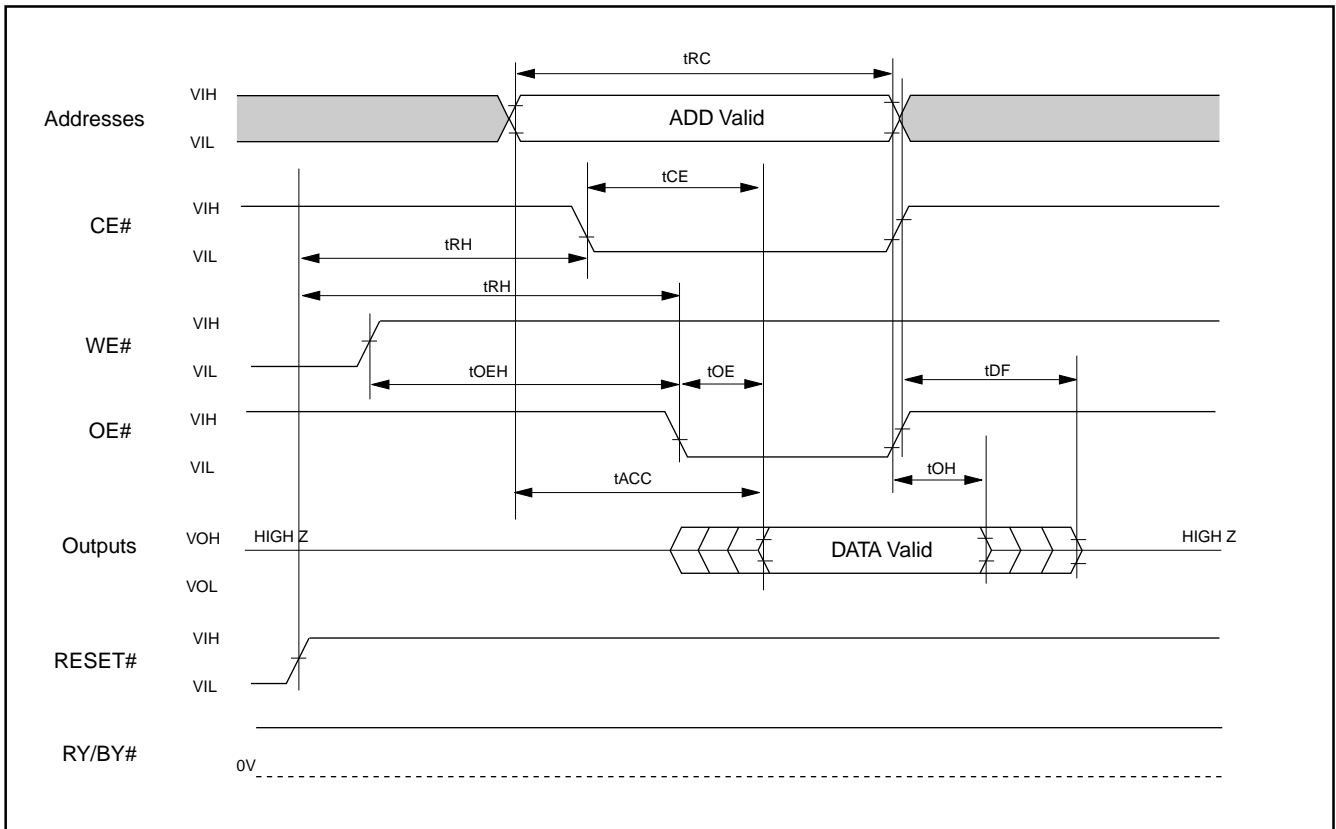 tRC
VIH
Addresses
ADD Valid
VIL
tCE
VIH
CE#
tRH
VIL
tRH
VIH
WE#
VIL
tOEH
tOE
tDF
VIH
OE#
VIL
tOH
tACC
VOH
HIGH Z
HIGH Z
Outputs
DATA Valid
VOL
VIH
RESET#
VIL
RY/BY#
0V